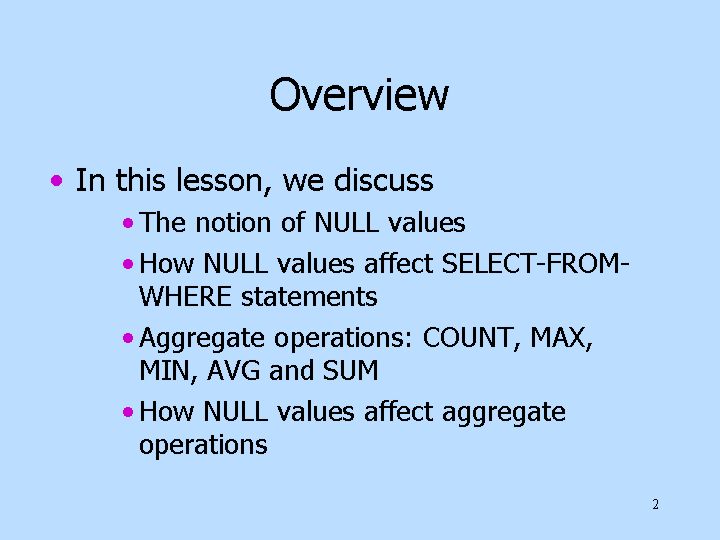 Overview
• In this lesson, we discuss
• The notion of NULL values
• How NULL values affect SELECT-FROM-
WHERE statements
• Aggregate operations: COUNT, MAX,
MIN, AVG and SUM
• How NULL values affect aggregate
operations
2